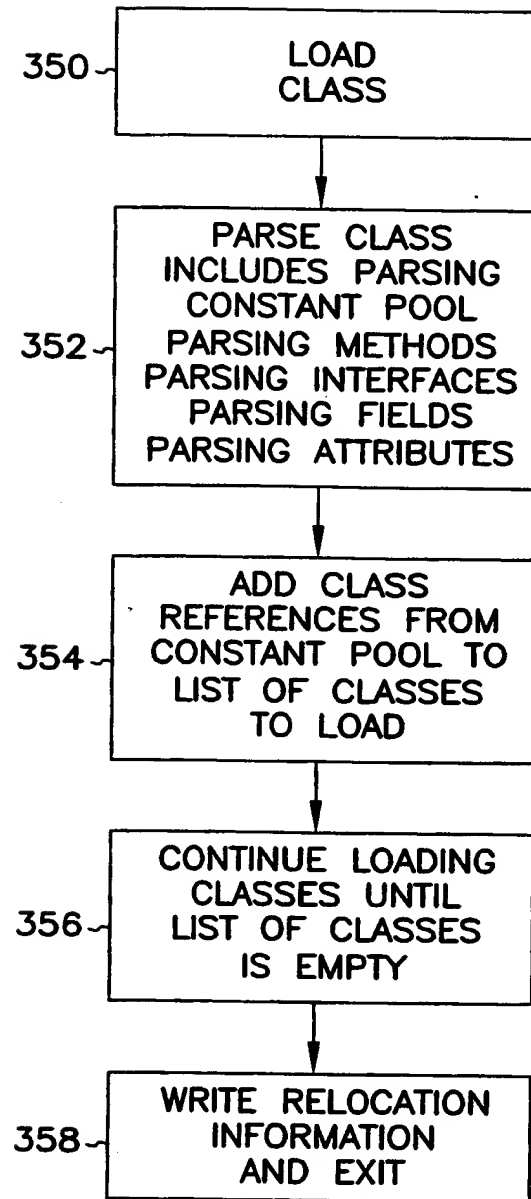 350
LOAD
CLASS
352
PARSE CLASS
INCLUDES PARSING
CONSTANT POOL
PARSING METHODS
PARSING INTERFACES
PARSING FIELDS
PARSING ATTRIBUTES
354
ADD CLASS
REFERENCES FROM
CONSTANT POOL TO
LIST OF CLASSES
TO LOAD
356
CONTINUE LOADING
CLASSES UNTIL
LIST OF CLASSES
IS EMPTY
358
WRITE RELOCATION
INFORMATION
AND EXIT